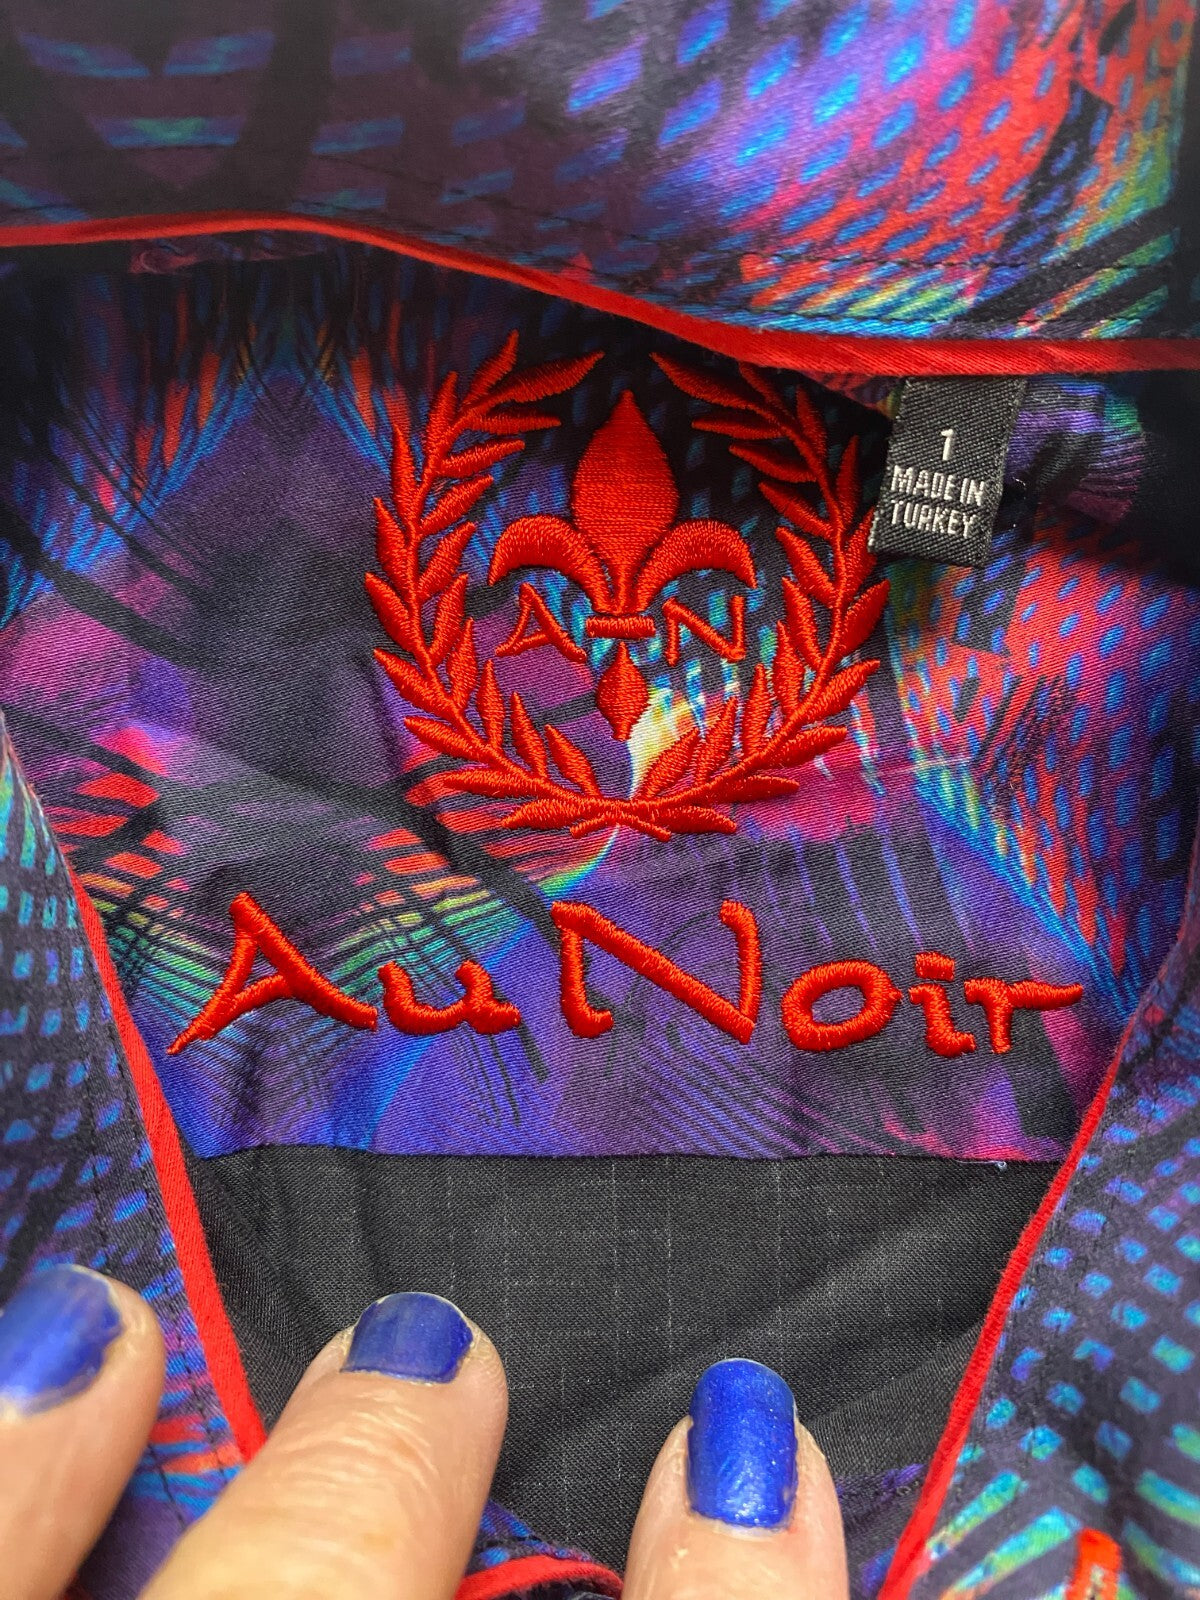 1
MADE IN
TURKEY
A N
Au Noir